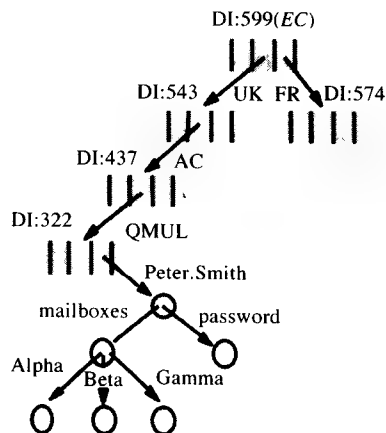 DI:599(EC)
DI:543 UK FR DI:574
DI:437 AC
DI:322 QMUL
Peter.Smith
mailboxes password
Alpha Beta Gamma